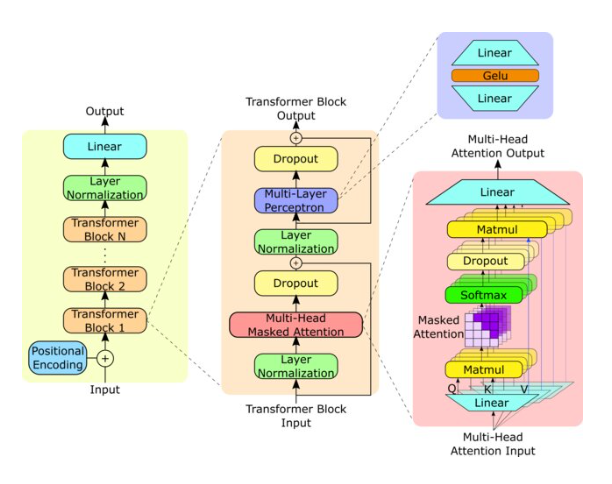 Output
Linear
Layer
Normalization
Transformer
Block N
Transformer
Block 2
Transformer
Block 1
Positional
Encoding
Input
Transformer Block
Output
Dropout
Multi-Layer
Perceptron
Layer
Normalization
Dropout
Multi-Head
Masked Attention
Layer
Normalization
Transformer Block
Input
Linear
Gelu
Linear
Multi-Head
Attention Output
Linear
Matmul
Dropout
Softmax
Masked
Attention
Matmul
Q K V
Linear
Multi-Head
Attention Input